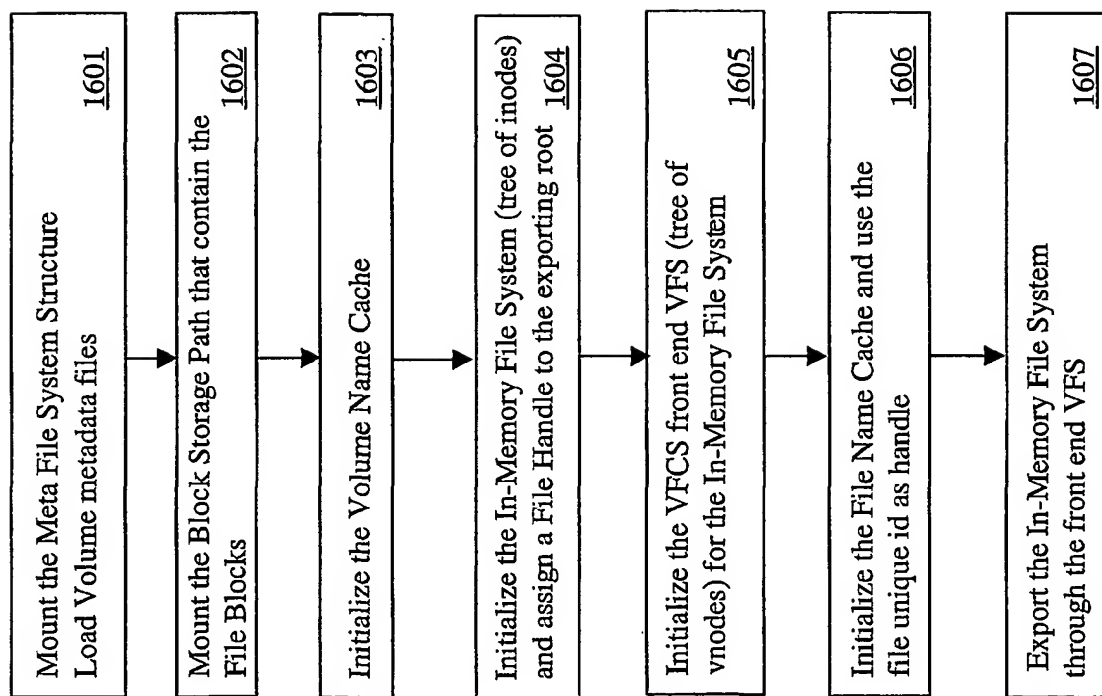 Mount the Meta File System Structure
Load Volume metadata files
1601
Mount the Block Storage Path that contain the
File Blocks
1602
Initialize the Volume Name Cache
1603
Initialize the In-Memory File System (tree of inodes)
and assign a File Handle to the exporting root
1604
Initialize the VFCS front end VFS (tree of
vnodes) for the In-Memory File System
1605
Initialize the File Name Cache and use the
file unique id as handle
1606
Export the In-Memory File System
through the front end VFS
1607